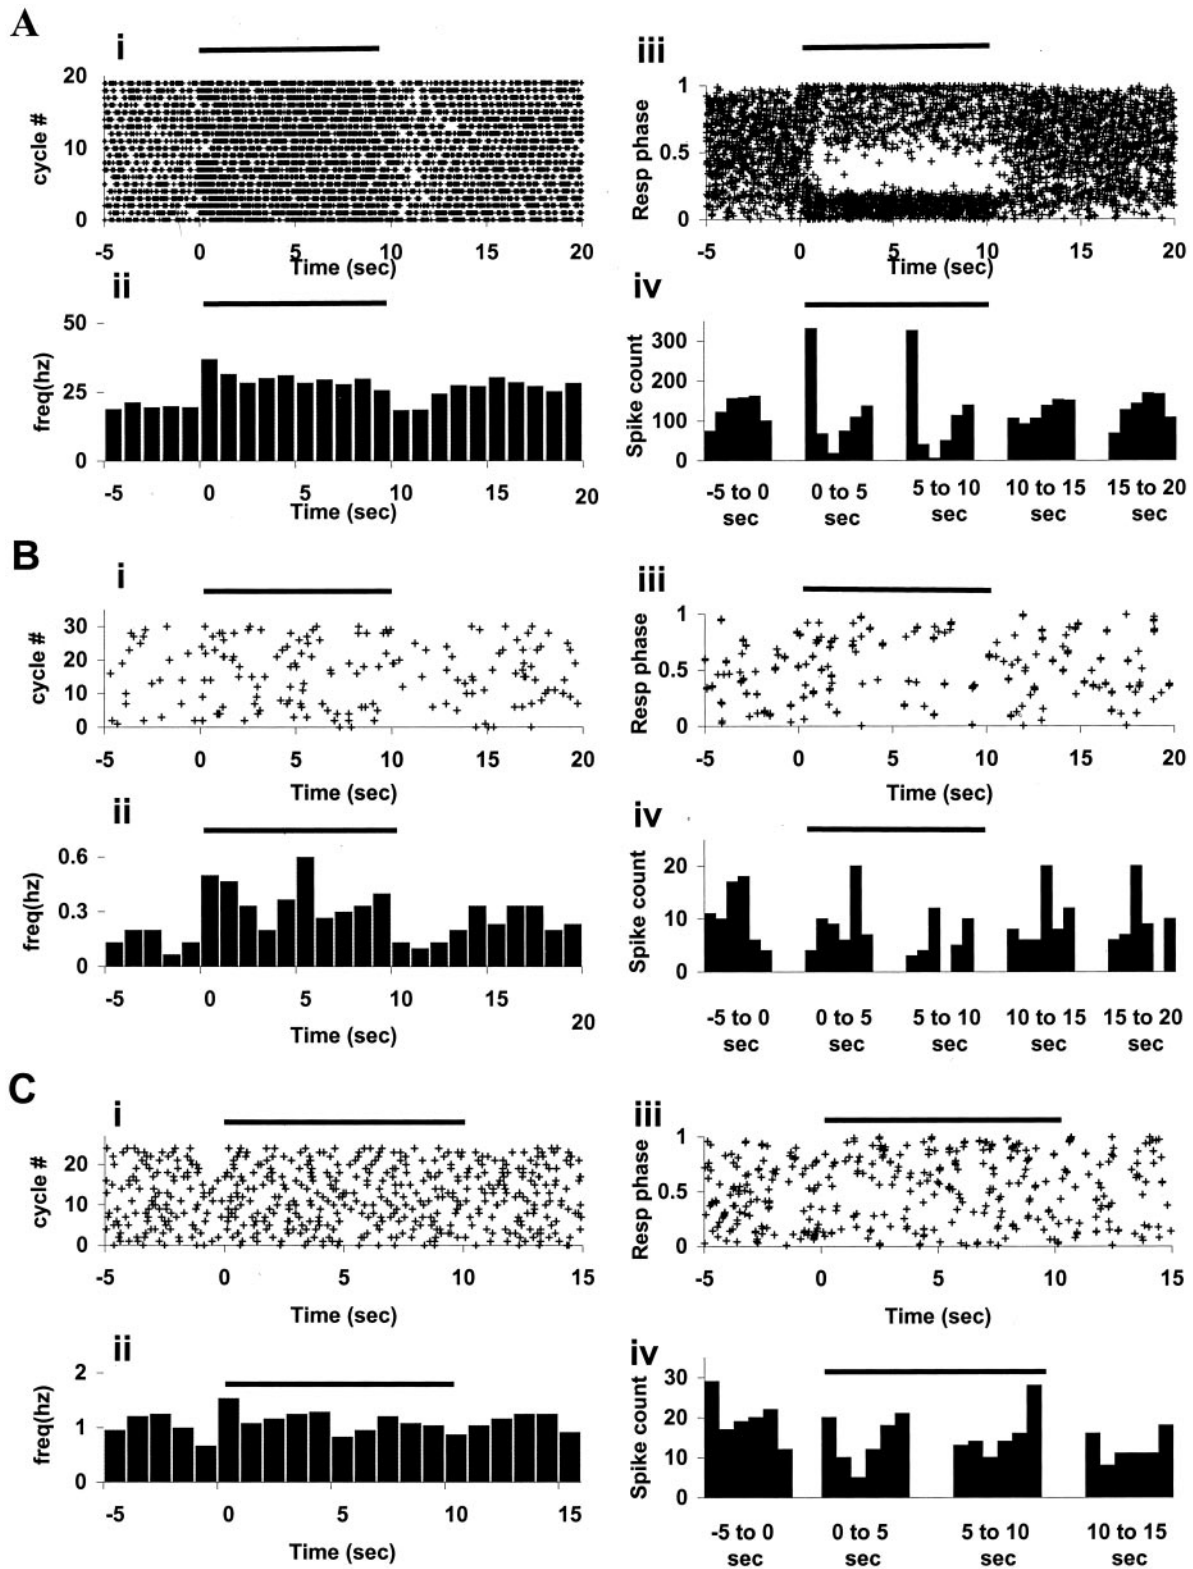 A
i
cycle #
20
10
0
-5 0 5 10 15 20
Time (sec)
iii
Resp phase
1
0.5
0
-5 0 5 10 15 20
Time (sec)
ii
freq(hz)
50
25
0
-5 0 5 10 15 20
Time (sec)
iv
Spike count
300
200
100
0
-5 to 0 0 to 5 5 to 10 10 to 15 15 to 20
sec sec sec sec sec
B
i
cycle #
30
20
10
0
-5 0 5 10 15 20
Time (sec)
iii
Resp phase
1
0.5
0
-5 0 5 10 15 20
Time (sec)
ii
freq(hz)
0.6
0.3
0
-5 0 5 10 15
20
Time (sec)
iv
Spike count
20
10
0
-5 to 0 0 to 5 5 to 10 10 to 15 15 to 20
sec sec sec sec sec
C
i
cycle #
20
10
0
-5 0 5 10 15
Time (sec)
iii
Resp phase
1
0.5
0
-5 0 5 10 15
Time (sec)
ii
freq(hz)
2
1
0
-5 0 5 10 15
Time (sec)
iv
Spike count
30
20
10
0
-5 to 0 0 to 5 5 to 10 10 to 15
sec sec sec sec